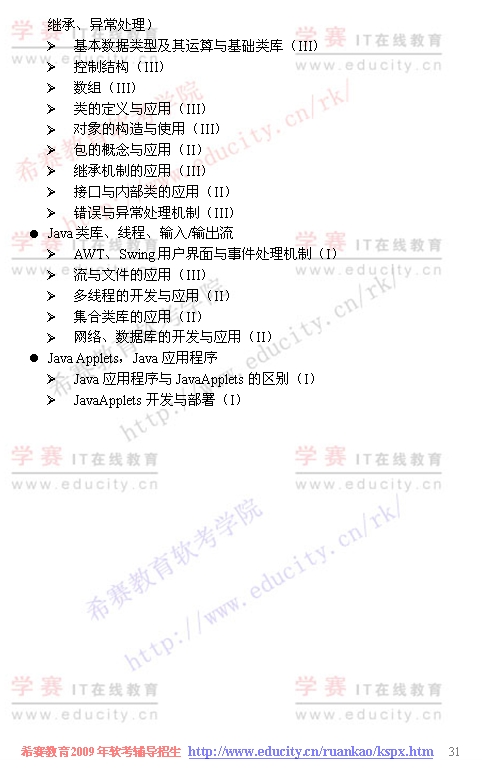 继承、异常处理）
➢ 基本数据类型及其运算与基础类库（III）
➢ 控制结构（III）
➢ 数组（III）
➢ 类的定义与应用（III）
➢ 对象的构造与使用（III）
➢ 包的概念与应用（II）
➢ 继承机制的应用（III）
➢ 接口与内部类的应用（II）
➢ 错误与异常处理机制（III）
● Java 类库、线程、输入/输出流
➢ AWT、Swing 用户界面与事件处理机制（I）
➢ 流与文件的应用（III）
➢ 多线程的开发与应用（II）
➢ 集合类库的应用（II）
➢ 网络、数据库的开发与应用（II）
● Java Applets，Java 应用程序
➢ Java 应用程序与 JavaApplets 的区别（I）
➢ JavaApplets 开发与部署（I）
学赛 IT在线教育 学赛 IT在线教育
www.educity.cn www.educity.cn
学赛 IT在线教育 学赛 IT在线教育
www.educity.cn www.educity.cn
学赛 IT在线教育 学赛 IT在线教育
www.educity.cn www.educity.cn
学赛 IT在线教育 学赛 IT在线教育
www.educity.cn www.educity.cn
希赛教育软考学院
http://www.educity.cn/rk/
希赛教育软考学院
http://www.educity.cn/rk/
希赛教育软考学院
http://www.educity.cn/rk/
希赛教育2009 年软考辅导招生 http://www.educity.cn/ruankao/kspx.htm 31